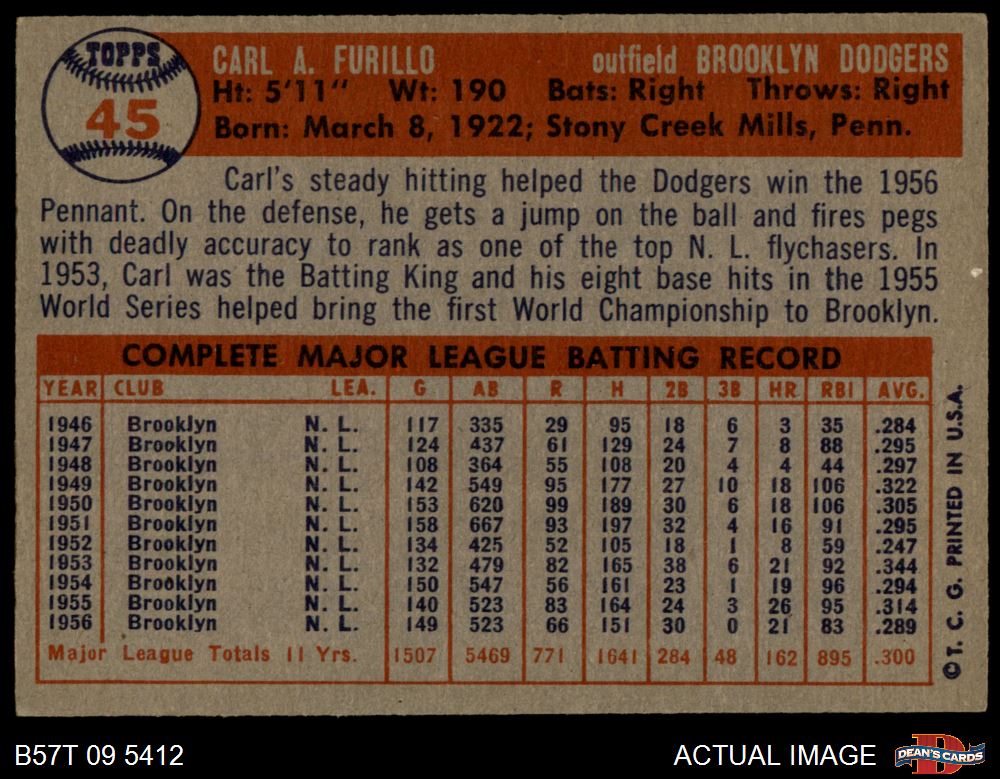 TOPPS
45
CARL A. FURILLO outfield BROOKLYN DODGERS
Ht: 5'11" Wt: 190 Bats: Right Throws: Right
Born: March 8, 1922; Stony Creek Mills, Penn.
Carl's steady hitting helped the Dodgers win the 1956
Pennant. On the defense, he gets a jump on the ball and fires pegs
with deadly accuracy to rank as one of the top N. L. flychasers. In
1953, Carl was the Batting King and his eight base hits in the 1955
World Series helped bring the first World Championship to Brooklyn.
COMPLETE MAJOR LEAGUE BATTING RECORD
YEAR CLUB LEA. G AB R H 2B 3B HR RBI AVG.
1946 Brooklyn N. L. 117 335 29 95 18 6 3 35 .284
1947 Brooklyn N. L. 124 437 61 129 24 7 8 88 .295
1948 Brooklyn N. L. 108 364 55 108 20 4 4 44 .297
1949 Brooklyn N. L. 142 549 95 177 27 10 18 106 .322
1950 Brooklyn N. L. 153 620 99 189 30 6 18 106 .305
1951 Brooklyn N. L. 158 667 93 197 32 4 16 91 .295
1952 Brooklyn N. L. 134 425 52 105 18 1 8 59 .247
1953 Brooklyn N. L. 132 479 82 165 38 6 21 92 .344
1954 Brooklyn N. L. 150 547 56 161 23 1 19 96 .294
1955 Brooklyn N. L. 140 523 83 164 24 3 26 95 .314
1956 Brooklyn N. L. 149 523 66 151 30 0 21 83 .289
Major League Totals 11 Yrs. 1507 5469 771 1641 284 48 162 895 .300
©T. C. G. PRINTED IN U.S.A.
B57T 09 5412
ACTUAL IMAGE
D
DEAN'S CARDS